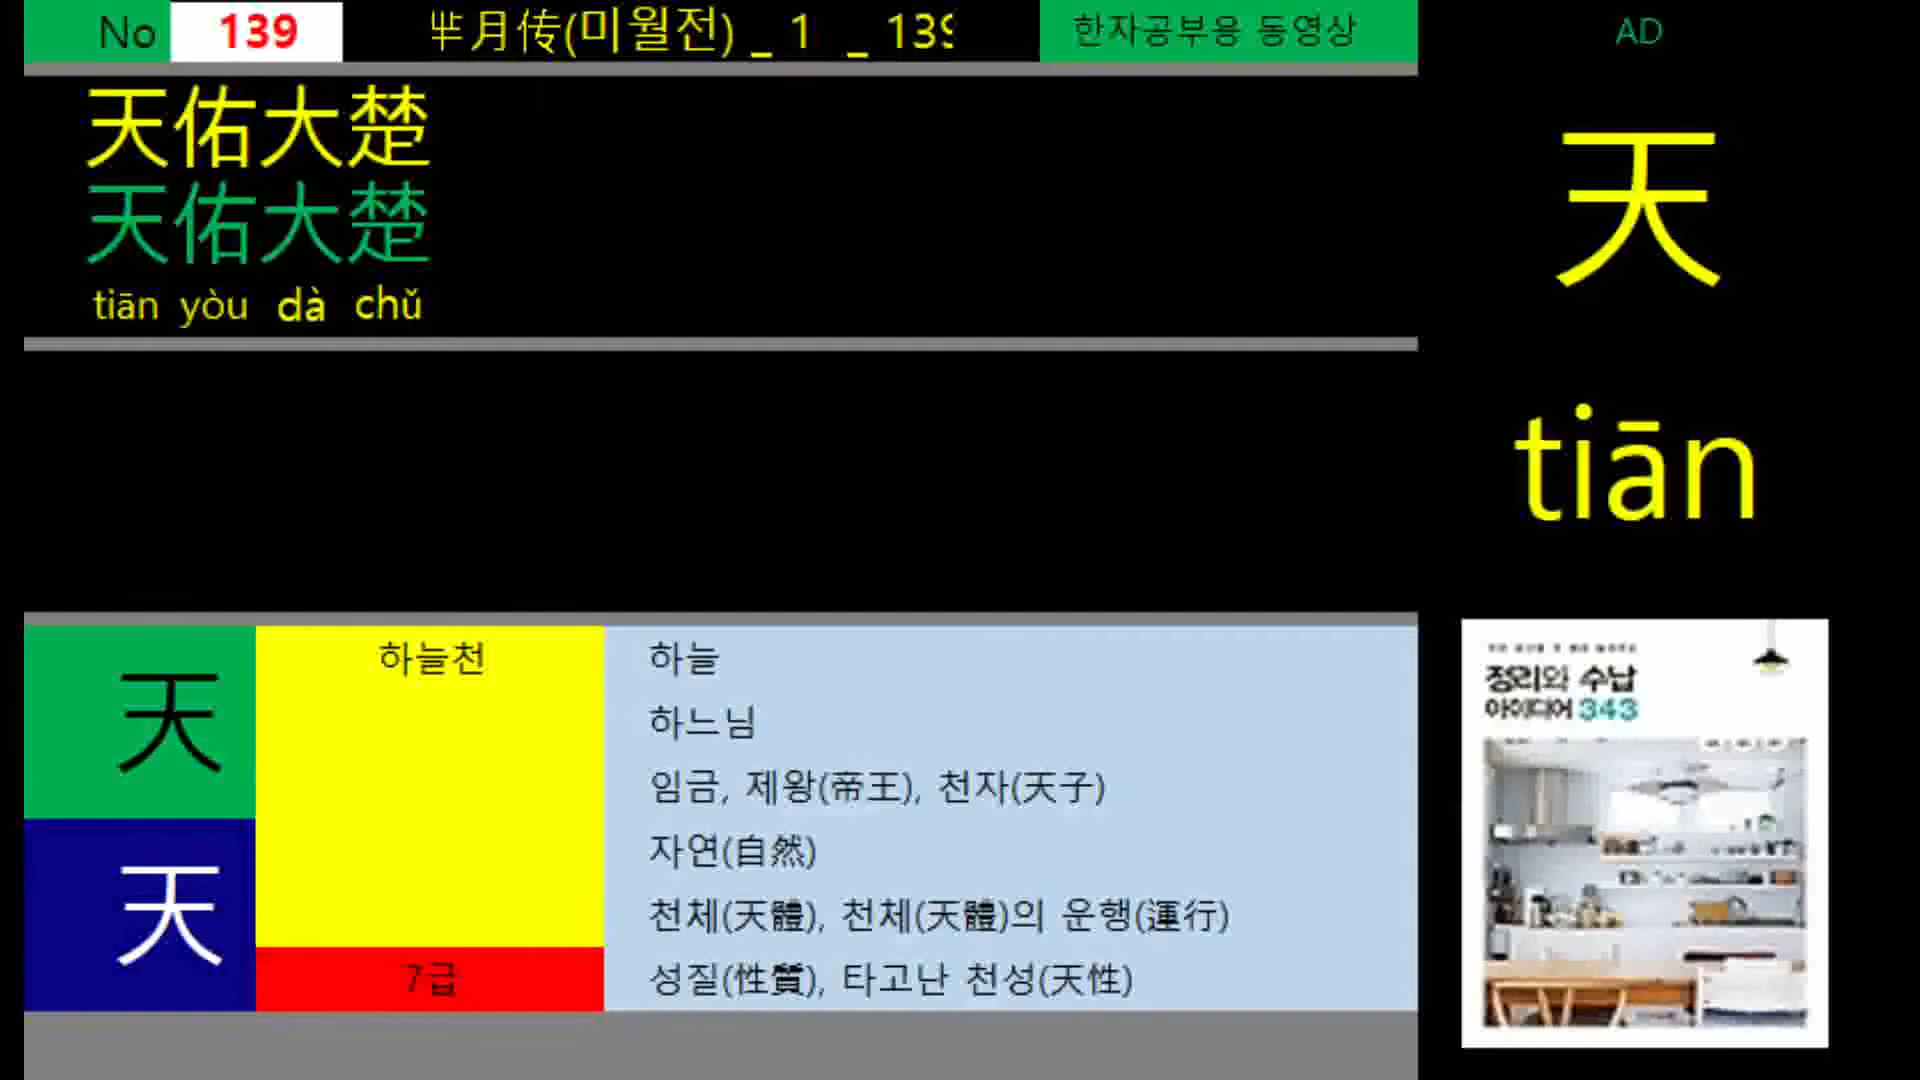 No 139 芈月传(미월전) _ 1 _ 139 한자공부용 동영상
AD
天佑大楚
天佑大楚
tiān yòu dà chǔ
天
tiān
天
天
하늘천
7급
하늘
하느님
임금, 제왕(帝王), 천자(天子)
자연(自然)
천체(天體), 천체(天體)의 운행(運行)
성질(性質), 타고난 천성(天性)
정리와 수납
아이디어 343